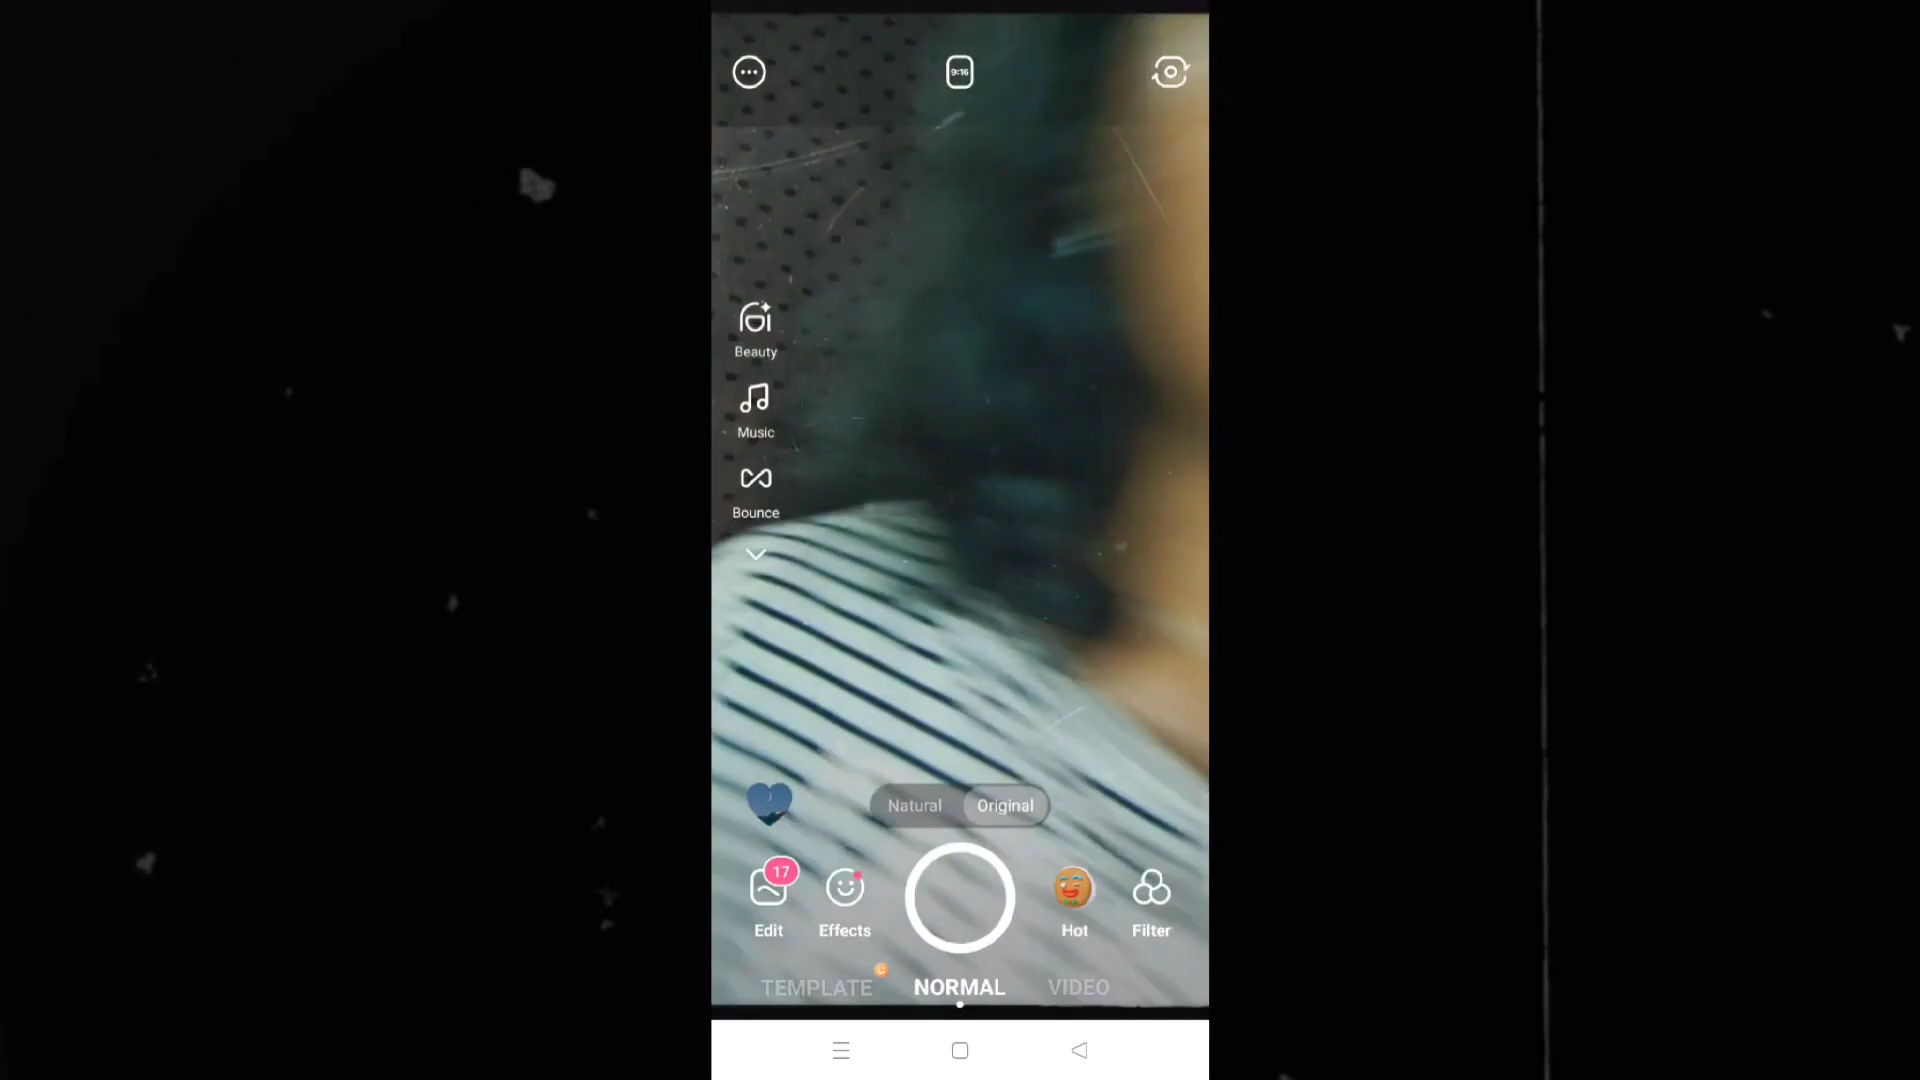 9:16
Beauty
Music
Bounce
Natural Original
17
Edit Effects Hot Filter
TEMPLATE NORMAL VIDEO